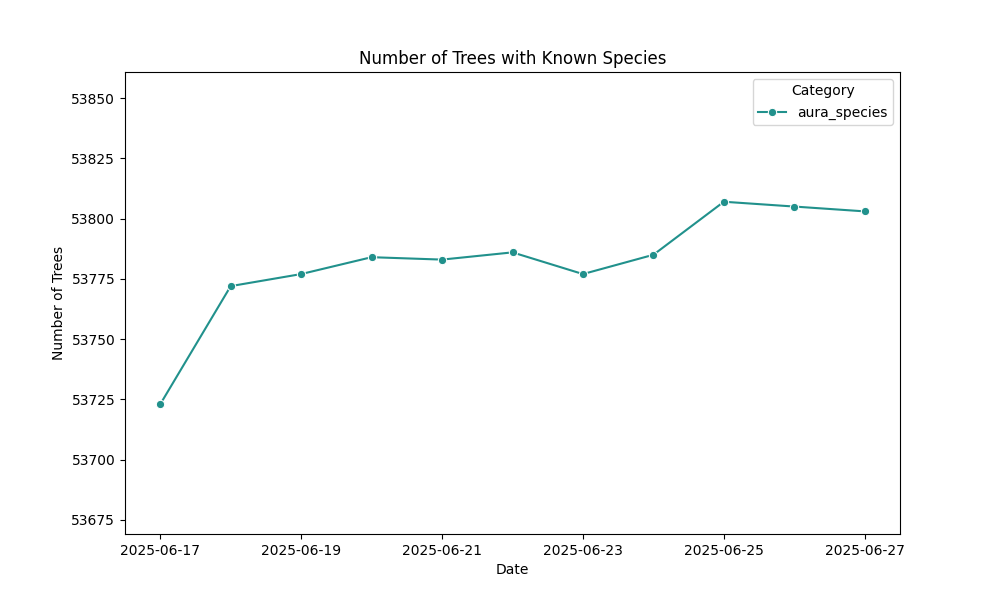 Number of Trees with Known Species
Category
aura_species
Number of Trees
53850
53825
53800
53775
53750
53725
53700
53675
2025-06-17
2025-06-19
2025-06-21
2025-06-23
2025-06-25
2025-06-27
Date